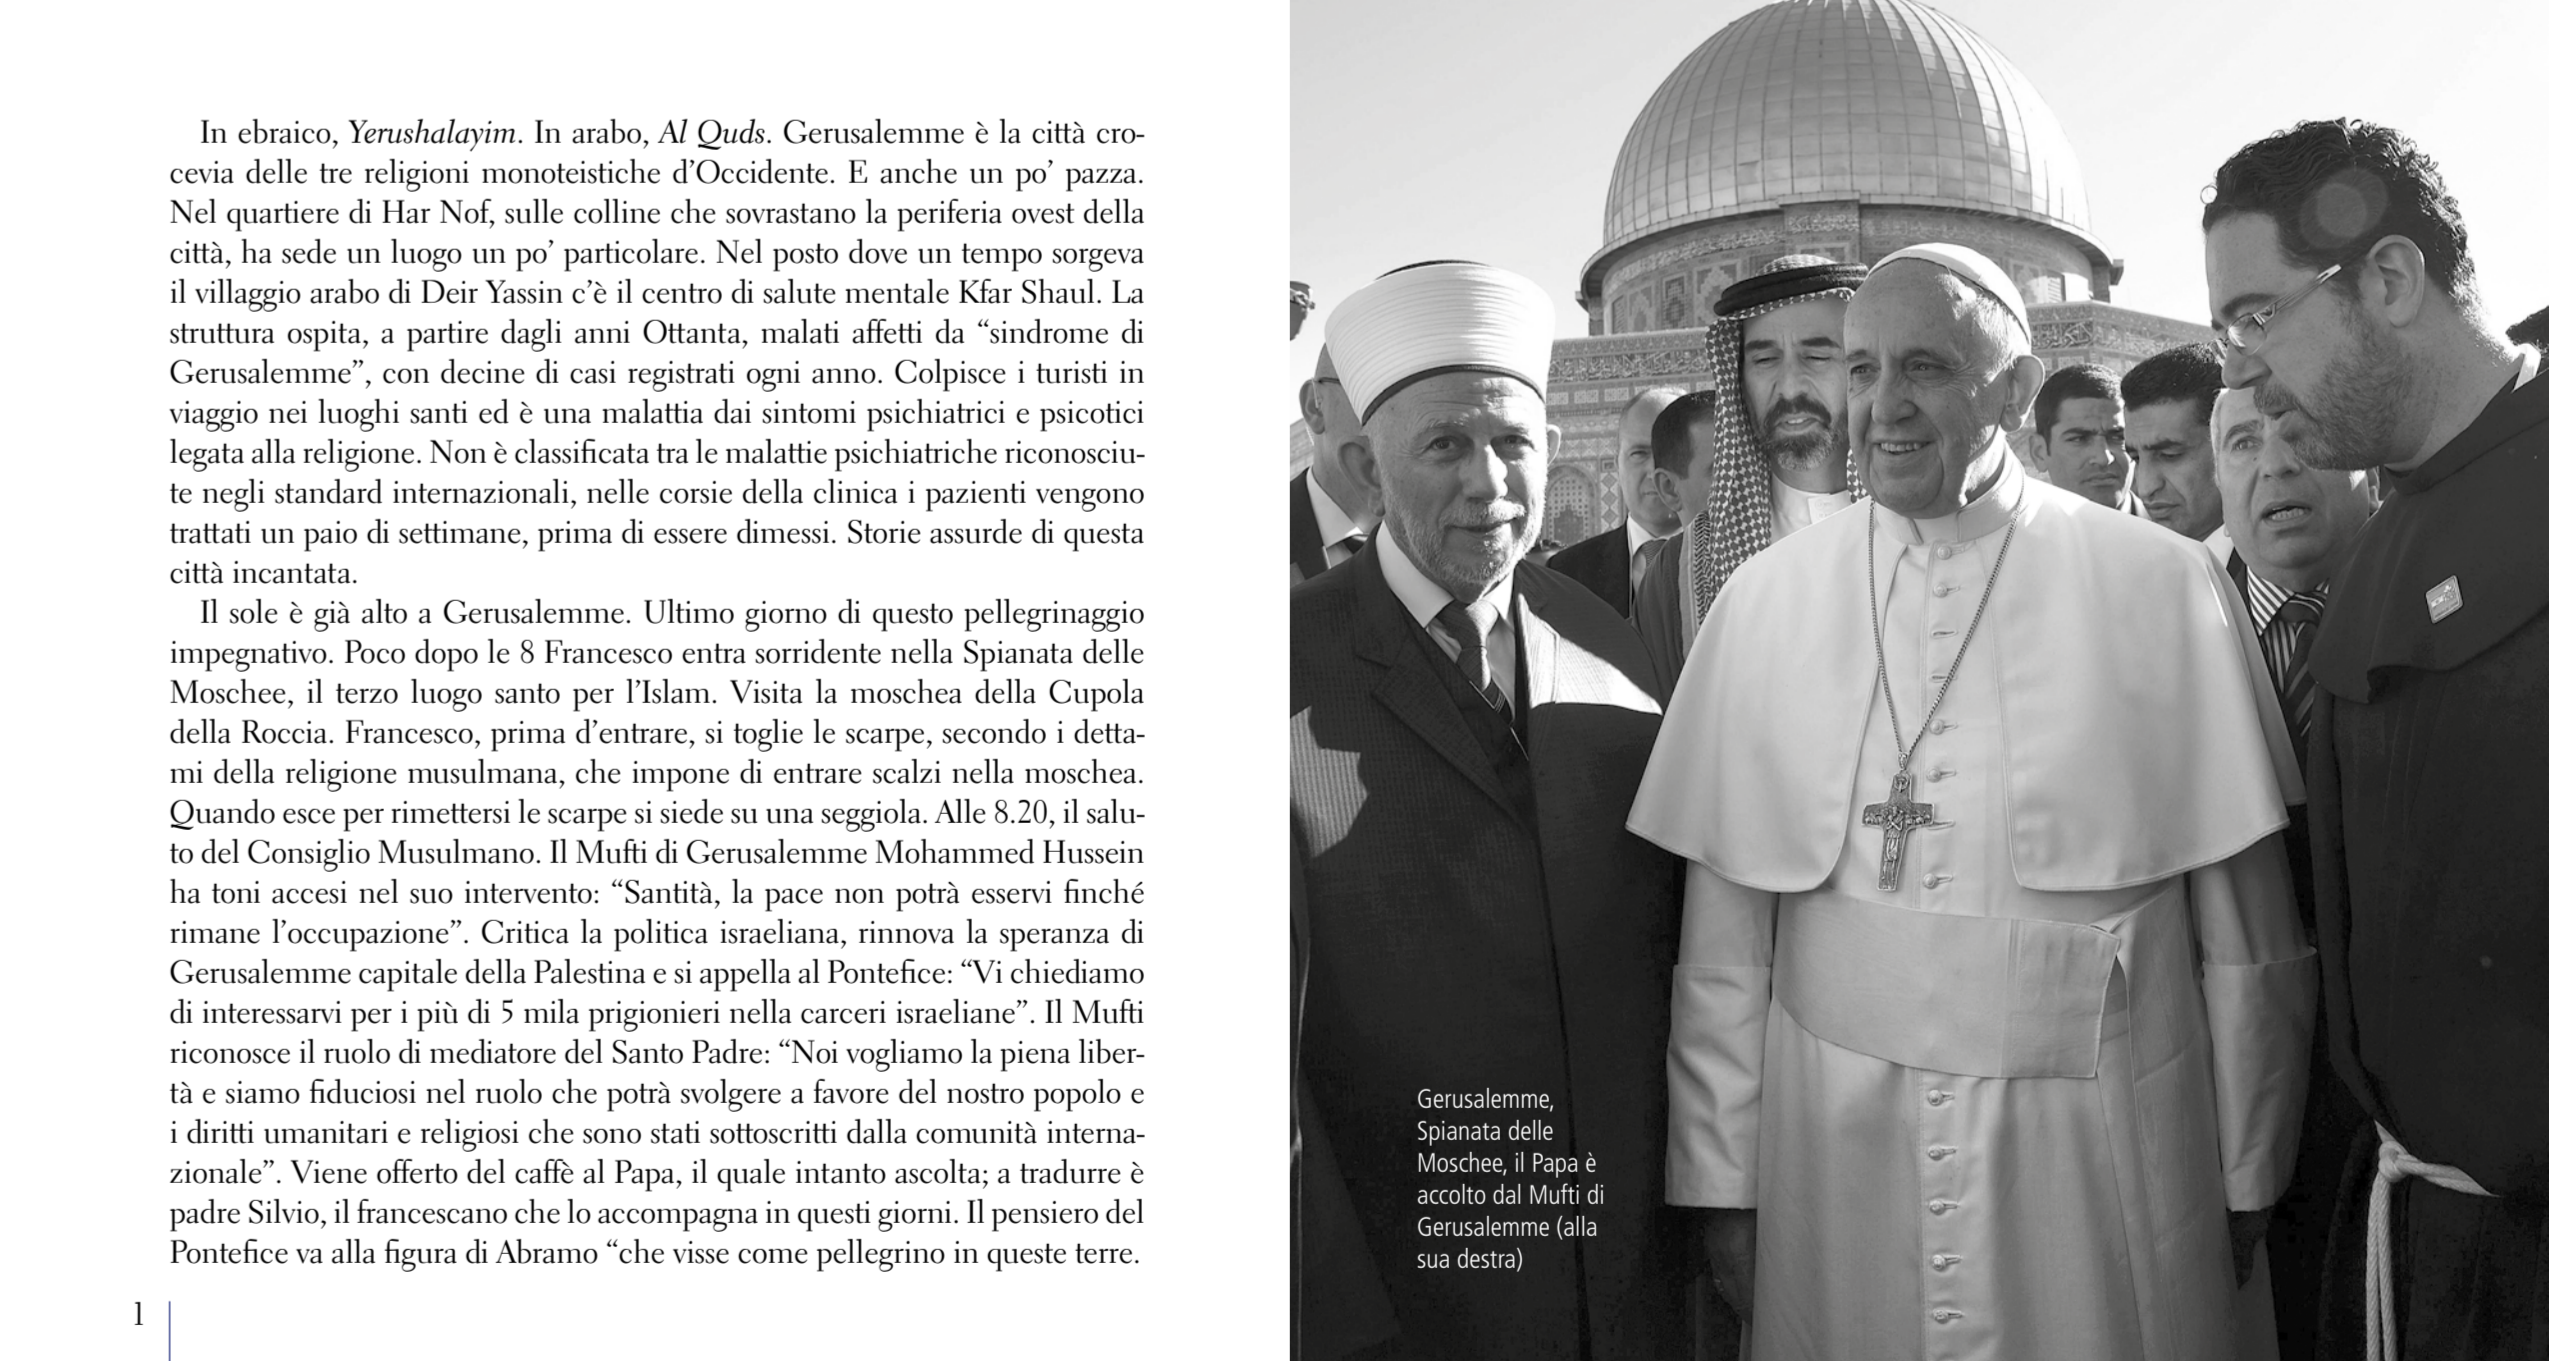 In ebraico, Yerushalayim. In arabo, Al Quds. Gerusalemme è la città cro-
cevia delle tre religioni monoteistiche d’Occidente. E anche un po’ pazza.
Nel quartiere di Har Nof, sulle colline che sovrastano la periferia ovest della
città, ha sede un luogo un po’ particolare. Nel posto dove un tempo sorgeva
il villaggio arabo di Deir Yassin c’è il centro di salute mentale Kfar Shaul. La
struttura ospita, a partire dagli anni Ottanta, malati affetti da “sindrome di
Gerusalemme”, con decine di casi registrati ogni anno. Colpisce i turisti in
viaggio nei luoghi santi ed è una malattia dai sintomi psichiatrici e psicotici
legata alla religione. Non è classificata tra le malattie psichiatriche riconosciu-
te negli standard internazionali, nelle corsie della clinica i pazienti vengono
trattati un paio di settimane, prima di essere dimessi. Storie assurde di questa
città incantata.
Il sole è già alto a Gerusalemme. Ultimo giorno di questo pellegrinaggio
impegnativo. Poco dopo le 8 Francesco entra sorridente nella Spianata delle
Moschee, il terzo luogo santo per l’Islam. Visita la moschea della Cupola
della Roccia. Francesco, prima d’entrare, si toglie le scarpe, secondo i detta-
mi della religione musulmana, che impone di entrare scalzi nella moschea.
Quando esce per rimettersi le scarpe si siede su una seggiola. Alle 8.20, il salu-
to del Consiglio Musulmano. Il Mufti di Gerusalemme Mohammed Hussein
ha toni accesi nel suo intervento: “Santità, la pace non potrà esservi finché
rimane l’occupazione”. Critica la politica israeliana, rinnova la speranza di
Gerusalemme capitale della Palestina e si appella al Pontefice: “Vi chiediamo
di interessarvi per i più di 5 mila prigionieri nella carceri israeliane”. Il Mufti
riconosce il ruolo di mediatore del Santo Padre: “Noi vogliamo la piena liber-
tà e siamo fiduciosi nel ruolo che potrà svolgere a favore del nostro popolo e
i diritti umanitari e religiosi che sono stati sottoscritti dalla comunità interna-
zionale”. Viene offerto del caffè al Papa, il quale intanto ascolta; a tradurre è
padre Silvio, il francescano che lo accompagna in questi giorni. Il pensiero del
Pontefice va alla figura di Abramo “che visse come pellegrino in queste terre.
1
Gerusalemme,
Spianata delle
Moschee, il Papa è
accolto dal Mufti di
Gerusalemme (alla
sua destra)